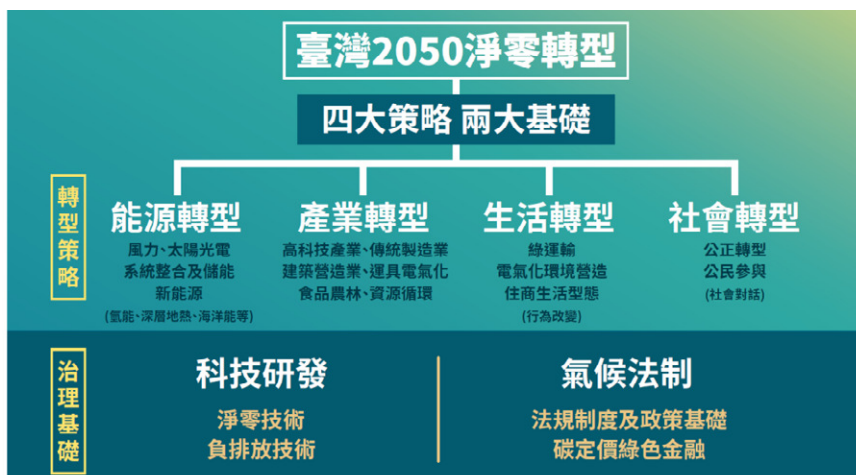 臺灣2050淨零轉型
四大策略 兩大基礎
轉型策略
能源轉型
風力、太陽光電
系統整合及儲能
新能源
(氫能、深層地熱、海洋能等)
產業轉型
高科技產業、傳統製造業
建築營造業、運具電氣化
食品農林、資源循環
生活轉型
綠運輸
電氣化環境營造
住商生活型態
(行為改變)
社會轉型
公正轉型
公民參與
(社會對話)
治理基礎
科技研發
淨零技術
負排放技術
氣候法制
法規制度及政策基礎
碳定價綠色金融